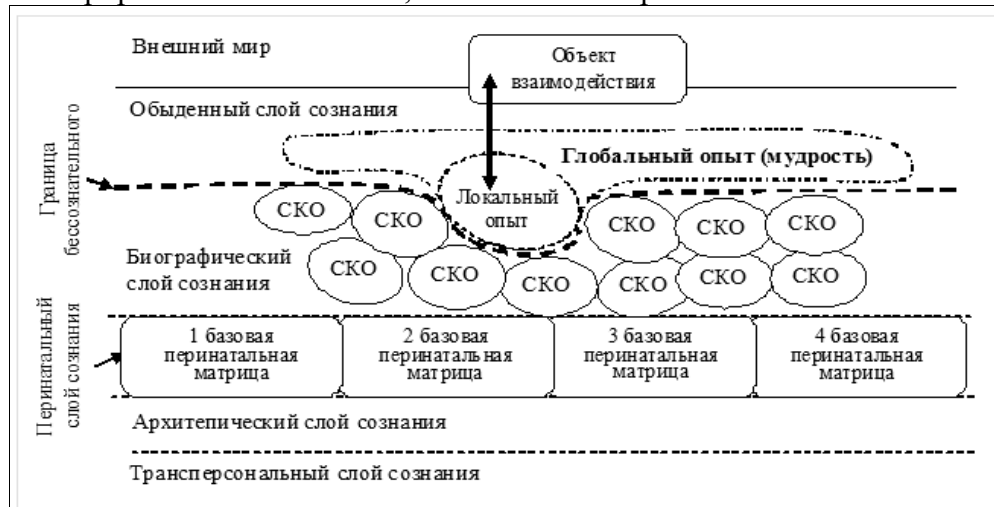 Внешний мир
Объект
взаимодействия
Обыденный слой сознания
Граница
бессознательного
Глобальный опыт (мудрость)
Локальный
опыт
СКО
СКО
СКО
СКО
СКО
Биографический
слой сознания
СКО
СКО
СКО
СКО
СКО
СКО
Перинатальный
слой сознания
1 базовая
перинатальная
матрица
2 базовая
перинатальная
матрица
3 базовая
перинатальная
матрица
4 базовая
перинатальная
матрица
Архитепический слой сознания
Трансперсональный слой сознания